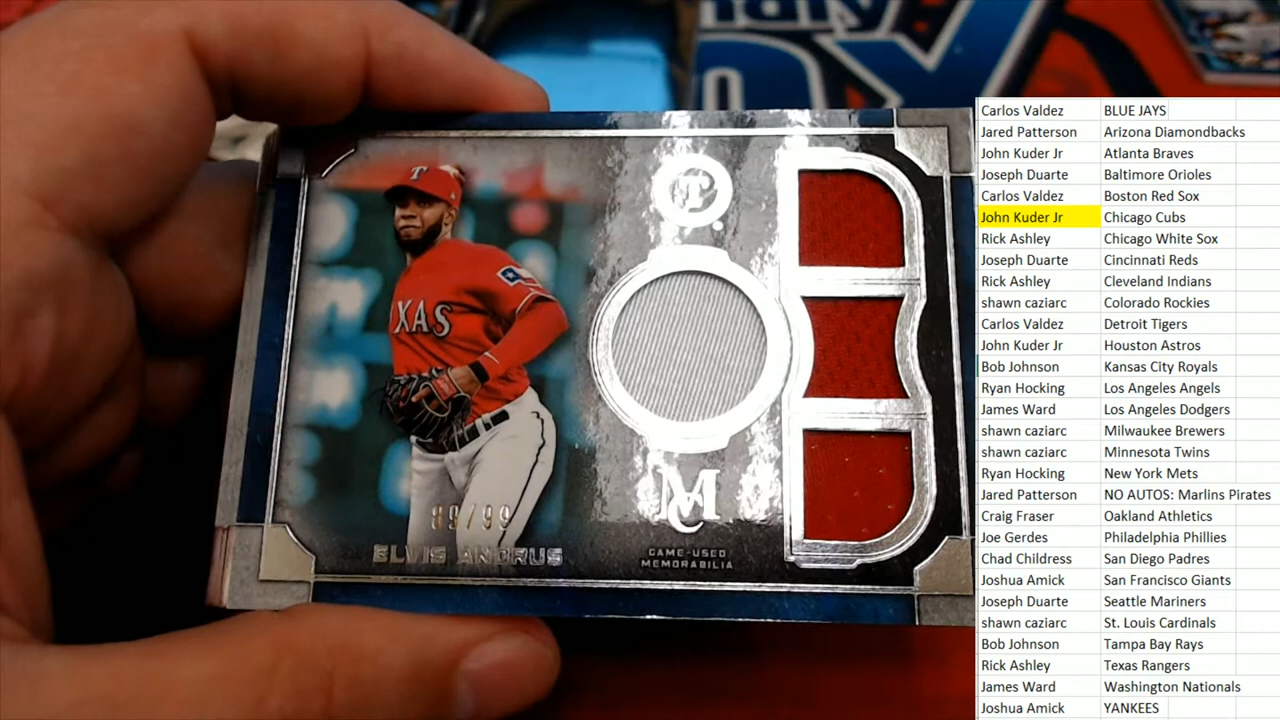 T
XAS
89/99
ELVIS ANDRUS
T
MC
GAME-USED
MEMORABILIA
Carlos Valdez BLUE JAYS
Jared Patterson Arizona Diamondbacks
John Kuder Jr Atlanta Braves
Joseph Duarte Baltimore Orioles
Carlos Valdez Boston Red Sox
John Kuder Jr Chicago Cubs
Rick Ashley Chicago White Sox
Joseph Duarte Cincinnati Reds
Rick Ashley Cleveland Indians
shawn caziarc Colorado Rockies
Carlos Valdez Detroit Tigers
John Kuder Jr Houston Astros
Bob Johnson Kansas City Royals
Ryan Hocking Los Angeles Angels
James Ward Los Angeles Dodgers
shawn caziarc Milwaukee Brewers
shawn caziarc Minnesota Twins
Ryan Hocking New York Mets
Jared Patterson NO AUTOS: Marlins Pirates
Craig Fraser Oakland Athletics
Joe Gerdes Philadelphia Phillies
Chad Childress San Diego Padres
Joshua Amick San Francisco Giants
Joseph Duarte Seattle Mariners
shawn caziarc St. Louis Cardinals
Bob Johnson Tampa Bay Rays
Rick Ashley Texas Rangers
James Ward Washington Nationals
Joshua Amick YANKEES